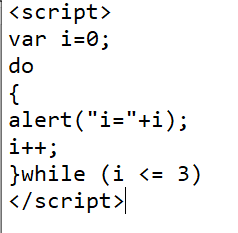 <script>
var i=0;
do
{
alert("i="+i);
i++;
}while (i <= 3)
</script>